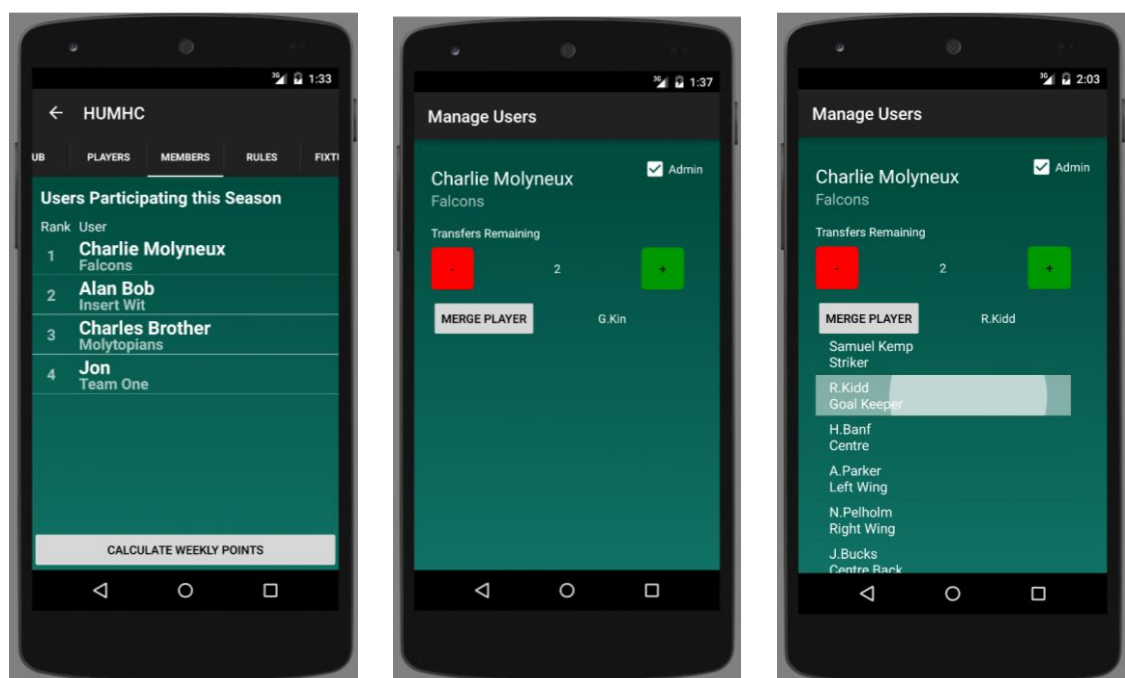 3G 1:33
← HUMHC
UB PLAYERS MEMBERS RULES FIXTU
Users Participating this Season
Rank User
1 Charlie Molyneux
Falcons
2 Alan Bob
Insert Wit
3 Charles Brother
Molytopians
4 Jon
Team One
CALCULATE WEEKLY POINTS
3G 1:37
Manage Users
Charlie Molyneux
Admin
Falcons
Transfers Remaining
- 2 +
MERGE PLAYER G.Kin
3G 2:03
Manage Users
Charlie Molyneux
Admin
Falcons
Transfers Remaining
- 2 +
MERGE PLAYER R.Kidd
Samuel Kemp
Striker
R.Kidd
Goal Keeper
H.Banf
Centre
A.Parker
Left Wing
N.Pelholm
Right Wing
J.Bucks
Centre Back